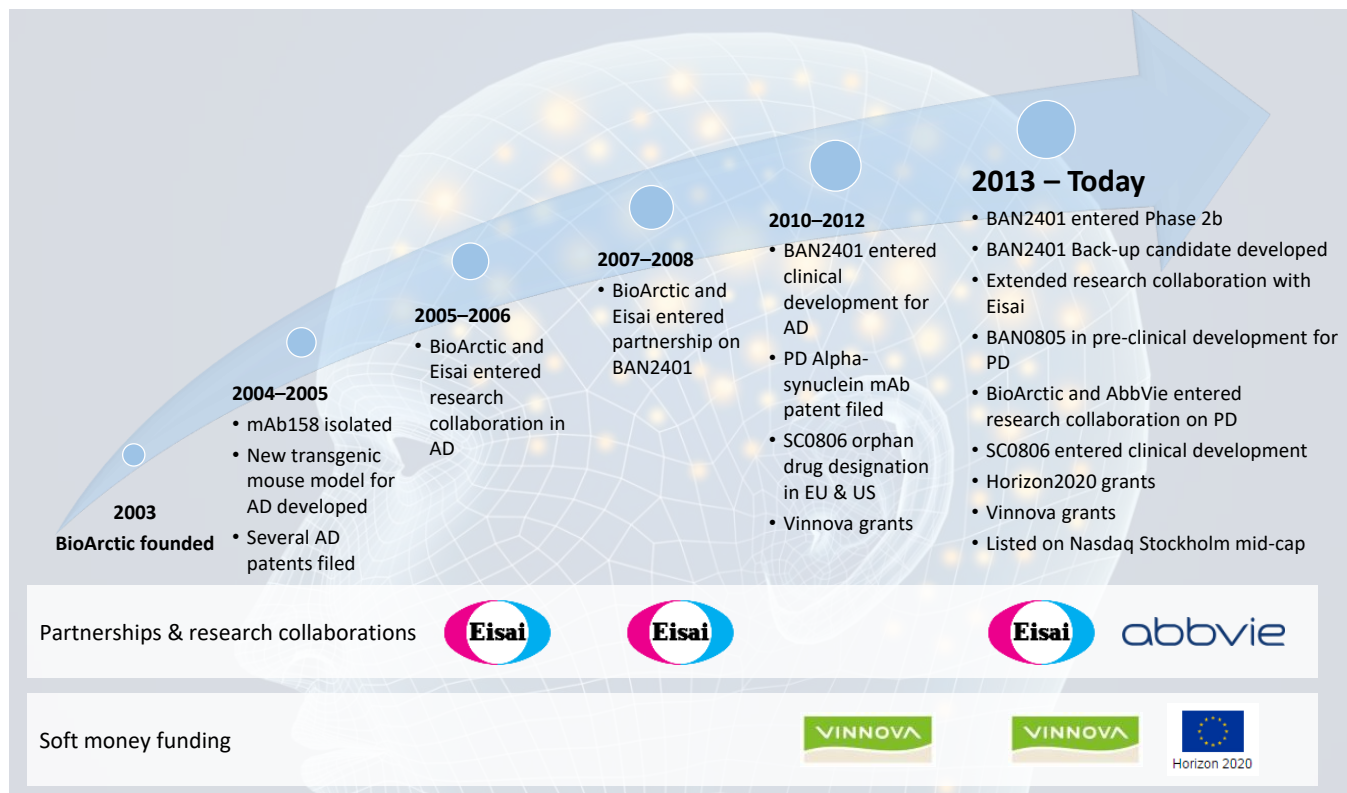 2003
BioArctic founded
2004–2005
• mAb158 isolated
• New transgenic
mouse model for
AD developed
• Several AD
patents filed
2005–2006
• BioArctic and
Eisai entered
research
collaboration in
AD
2007–2008
• BioArctic and
Eisai entered
partnership on
BAN2401
2010–2012
• BAN2401 entered
clinical
development for
AD
• PD Alpha-
synuclein mAb
patent filed
• SC0806 orphan
drug designation
in EU & US
• Vinnova grants
2013 – Today
• BAN2401 entered Phase 2b
• BAN2401 Back-up candidate developed
• Extended research collaboration with
Eisai
• BAN0805 in pre-clinical development for
PD
• BioArctic and AbbVie entered
research collaboration on PD
• SC0806 entered clinical development
• Horizon2020 grants
• Vinnova grants
• Listed on Nasdaq Stockholm mid-cap
Partnerships & research collaborations
Eisai
Eisai
Eisai
abbvie
Soft money funding
VINNOVA
VINNOVA
Horizon 2020